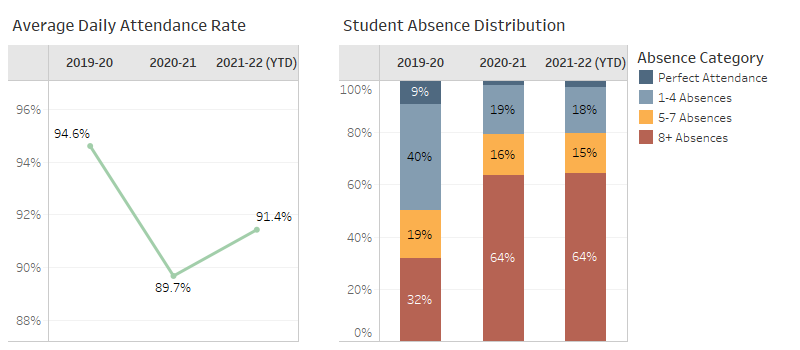 Average Daily Attendance Rate
2019-20 2020-21 2021-22 (YTD)
96%
94%
92%
90%
88%
94.6%
89.7%
91.4%
Student Absence Distribution
2019-20 2020-21 2021-22 (YTD)
100%
80%
60%
40%
20%
0%
9%
40%
19%
32%
19%
16%
64%
18%
15%
64%
Absence Category
Perfect Attendance
1-4 Absences
5-7 Absences
8+ Absences